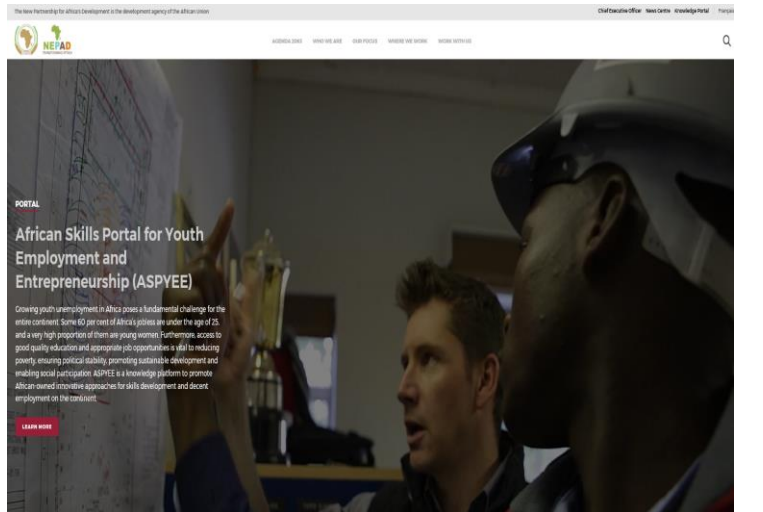 The New Partnership for Africa's Development is the development agency of the African Union
Chief Executive Officer News Centre Knowledge Portal Français
NEPAD
AGENDA 2063 WHO WE ARE OUR FOCUS WHERE WE WORK WORK WITH US
PORTAL
African Skills Portal for Youth
Employment and
Entrepreneurship (ASPYEE)
Growing youth unemployment in Africa poses a fundamental challenge for the
entire continent. Some 60 per cent of Africa's jobless are under the age of 25,
and a very high proportion of them are young women. Furthermore, access to
good quality education and appropriate job opportunities is vital to reducing
poverty, ensuring political stability, promoting sustainable development and
enabling social participation. ASPYEE is a knowledge platform to promote
African-owned innovative approaches for skills development and decent
employment on the continent
LEARN MORE